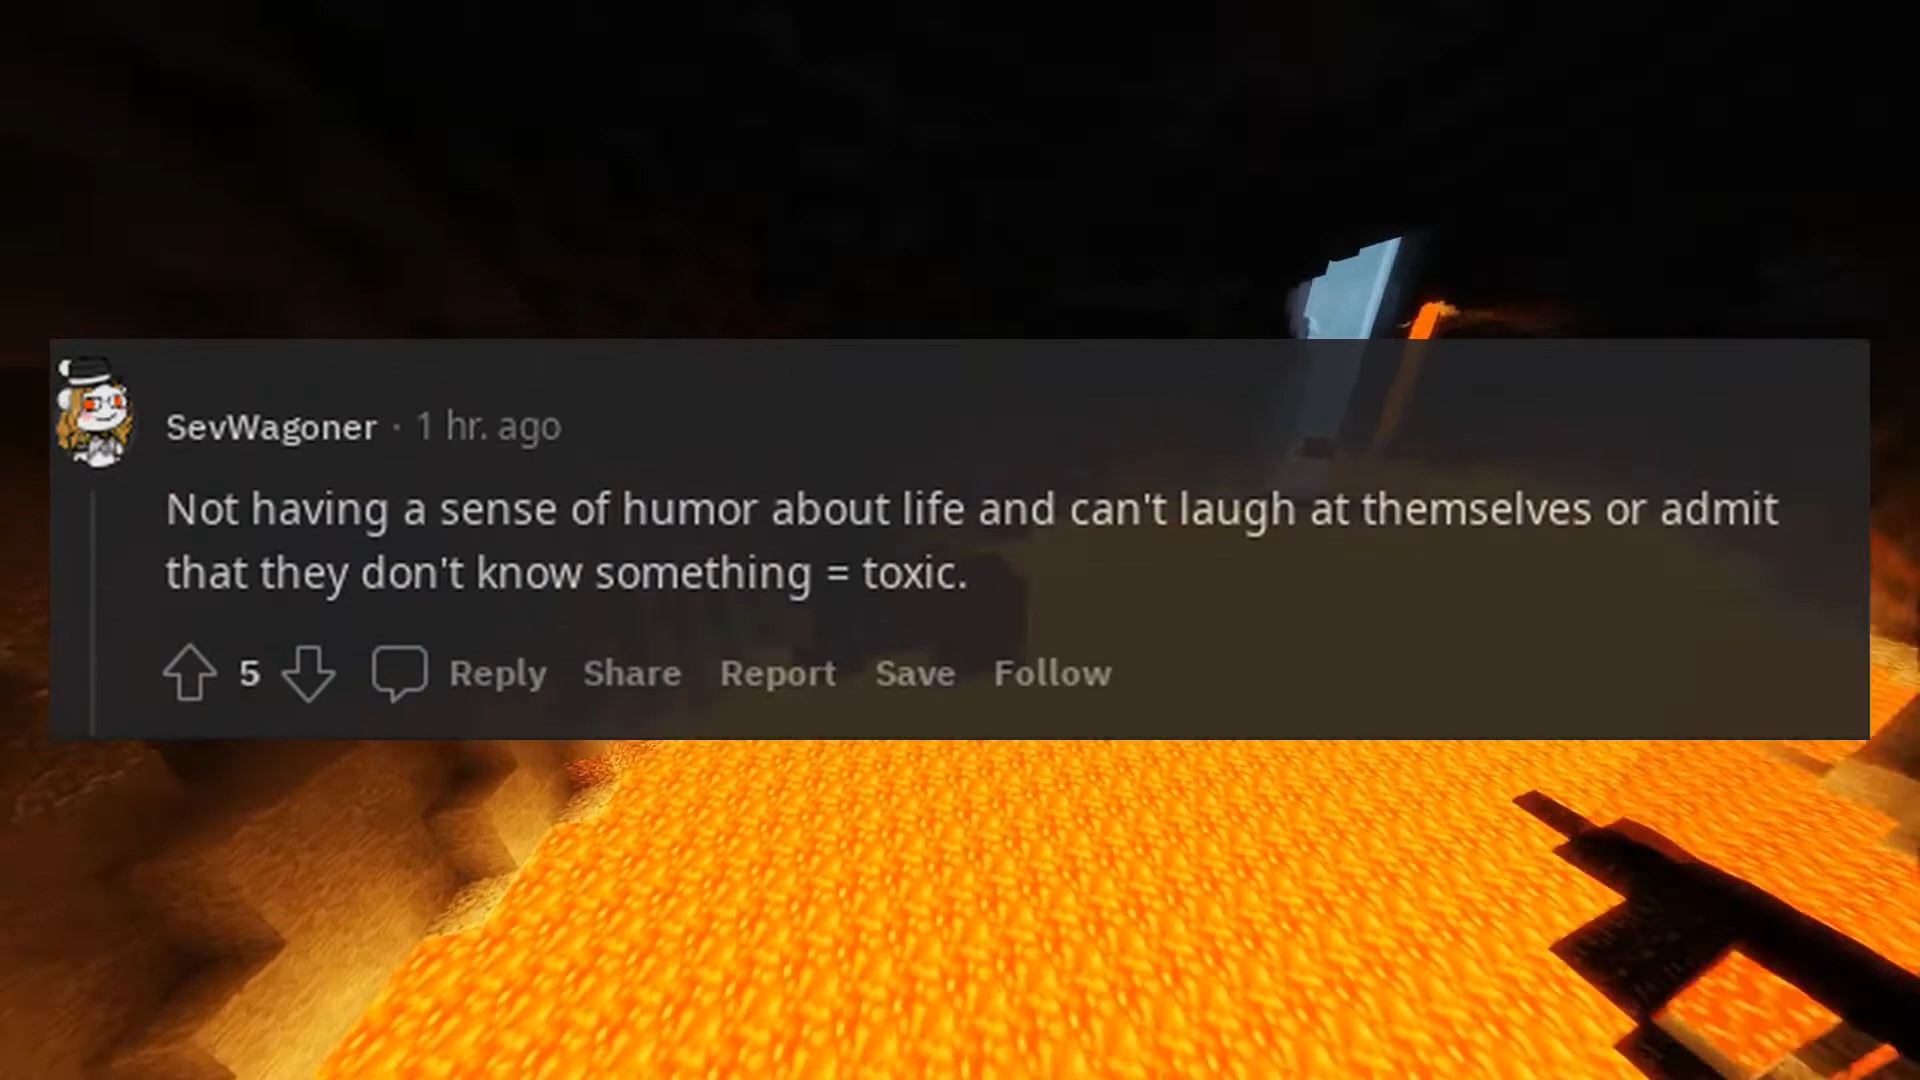 SevWagoner · 1 hr. ago
Not having a sense of humor about life and can't laugh at themselves or admit
that they don't know something = toxic.
5 Reply Share Report Save Follow